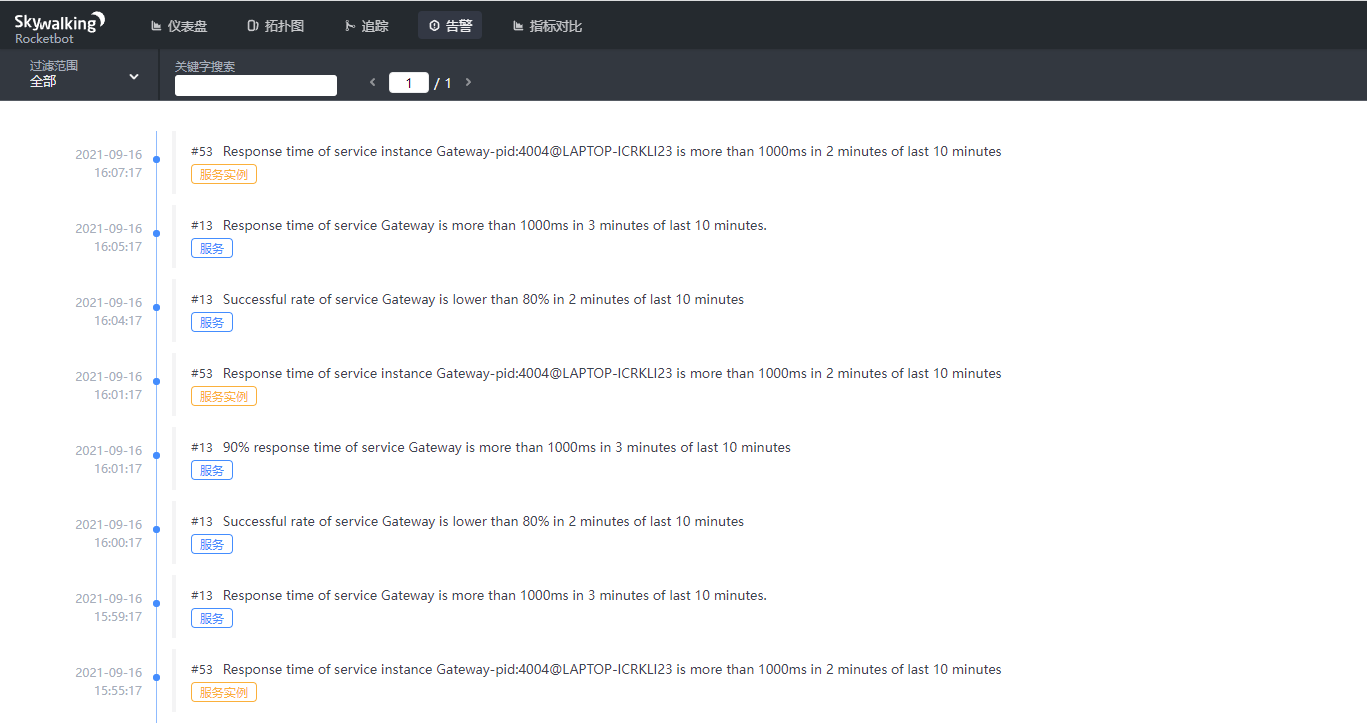 Skywalking
Rocketbot
仪表盘
拓扑图
追踪
告警
指标对比
过滤范围
全部
关键字搜索
1 / 1
2021-09-16
16:07:17
#53 Response time of service instance Gateway-pid:4004@LAPTOP-ICRKLI23 is more than 1000ms in 2 minutes of last 10 minutes
服务实例
2021-09-16
16:05:17
#13 Response time of service Gateway is more than 1000ms in 3 minutes of last 10 minutes.
服务
2021-09-16
16:04:17
#13 Successful rate of service Gateway is lower than 80% in 2 minutes of last 10 minutes
服务
2021-09-16
16:01:17
#53 Response time of service instance Gateway-pid:4004@LAPTOP-ICRKLI23 is more than 1000ms in 2 minutes of last 10 minutes
服务实例
2021-09-16
16:01:17
#13 90% response time of service Gateway is more than 1000ms in 3 minutes of last 10 minutes
服务
2021-09-16
16:00:17
#13 Successful rate of service Gateway is lower than 80% in 2 minutes of last 10 minutes
服务
2021-09-16
15:59:17
#13 Response time of service Gateway is more than 1000ms in 3 minutes of last 10 minutes.
服务
2021-09-16
15:55:17
#53 Response time of service instance Gateway-pid:4004@LAPTOP-ICRKLI23 is more than 1000ms in 2 minutes of last 10 minutes
服务实例